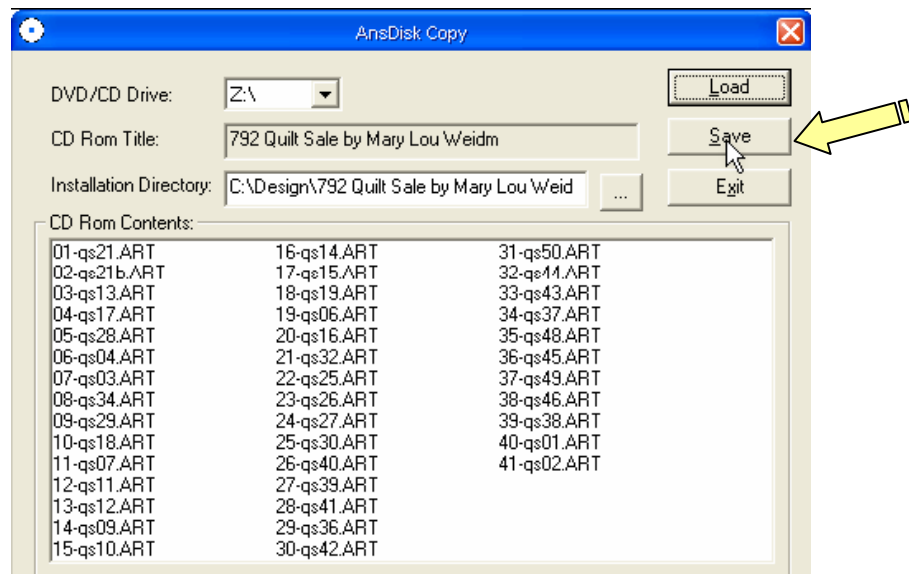 AnsDisk Copy
DVD/CD Drive: Z:\ Load
CD Rom Title: 792 Quilt Sale by Mary Lou Weidm Save
Installation Directory: C:\Design\792 Quilt Sale by Mary Lou Weid ... Exit
CD Rom Contents:
01-qs21.ART 16-qs14.ART 31-qs50.ART
02-qs21b.ART 17-qs15.ART 32-qs44.ART
03-qs13.ART 18-qs19.ART 33-qs43.ART
04-qs17.ART 19-qs06.ART 34-qs37.ART
05-qs28.ART 20-qs16.ART 35-qs48.ART
06-qs04.ART 21-qs32.ART 36-qs45.ART
07-qs03.ART 22-qs25.ART 37-qs49.ART
08-qs34.ART 23-qs26.ART 38-qs46.ART
09-qs29.ART 24-qs27.ART 39-qs38.ART
10-qs18.ART 25-qs30.ART 40-qs01.ART
11-qs07.ART 26-qs40.ART 41-qs02.ART
12-qs11.ART 27-qs39.ART
13-qs12.ART 28-qs41.ART
14-qs09.ART 29-qs36.ART
15-qs10.ART 30-qs42.ART